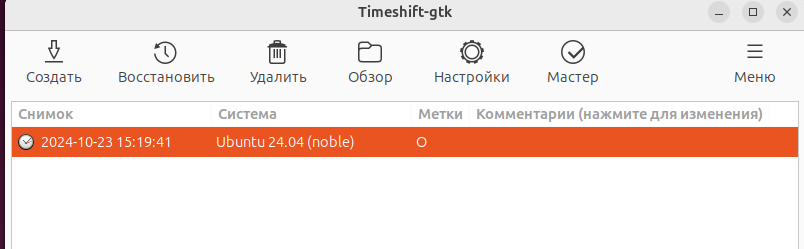 Timeshift-gtk
Создать Восстановить Удалить Обзор Настройки Мастер Меню
Снимок Система Метки Комментарии (нажмите для изменения)
2024-10-23 15:19:41 Ubuntu 24.04 (noble) O